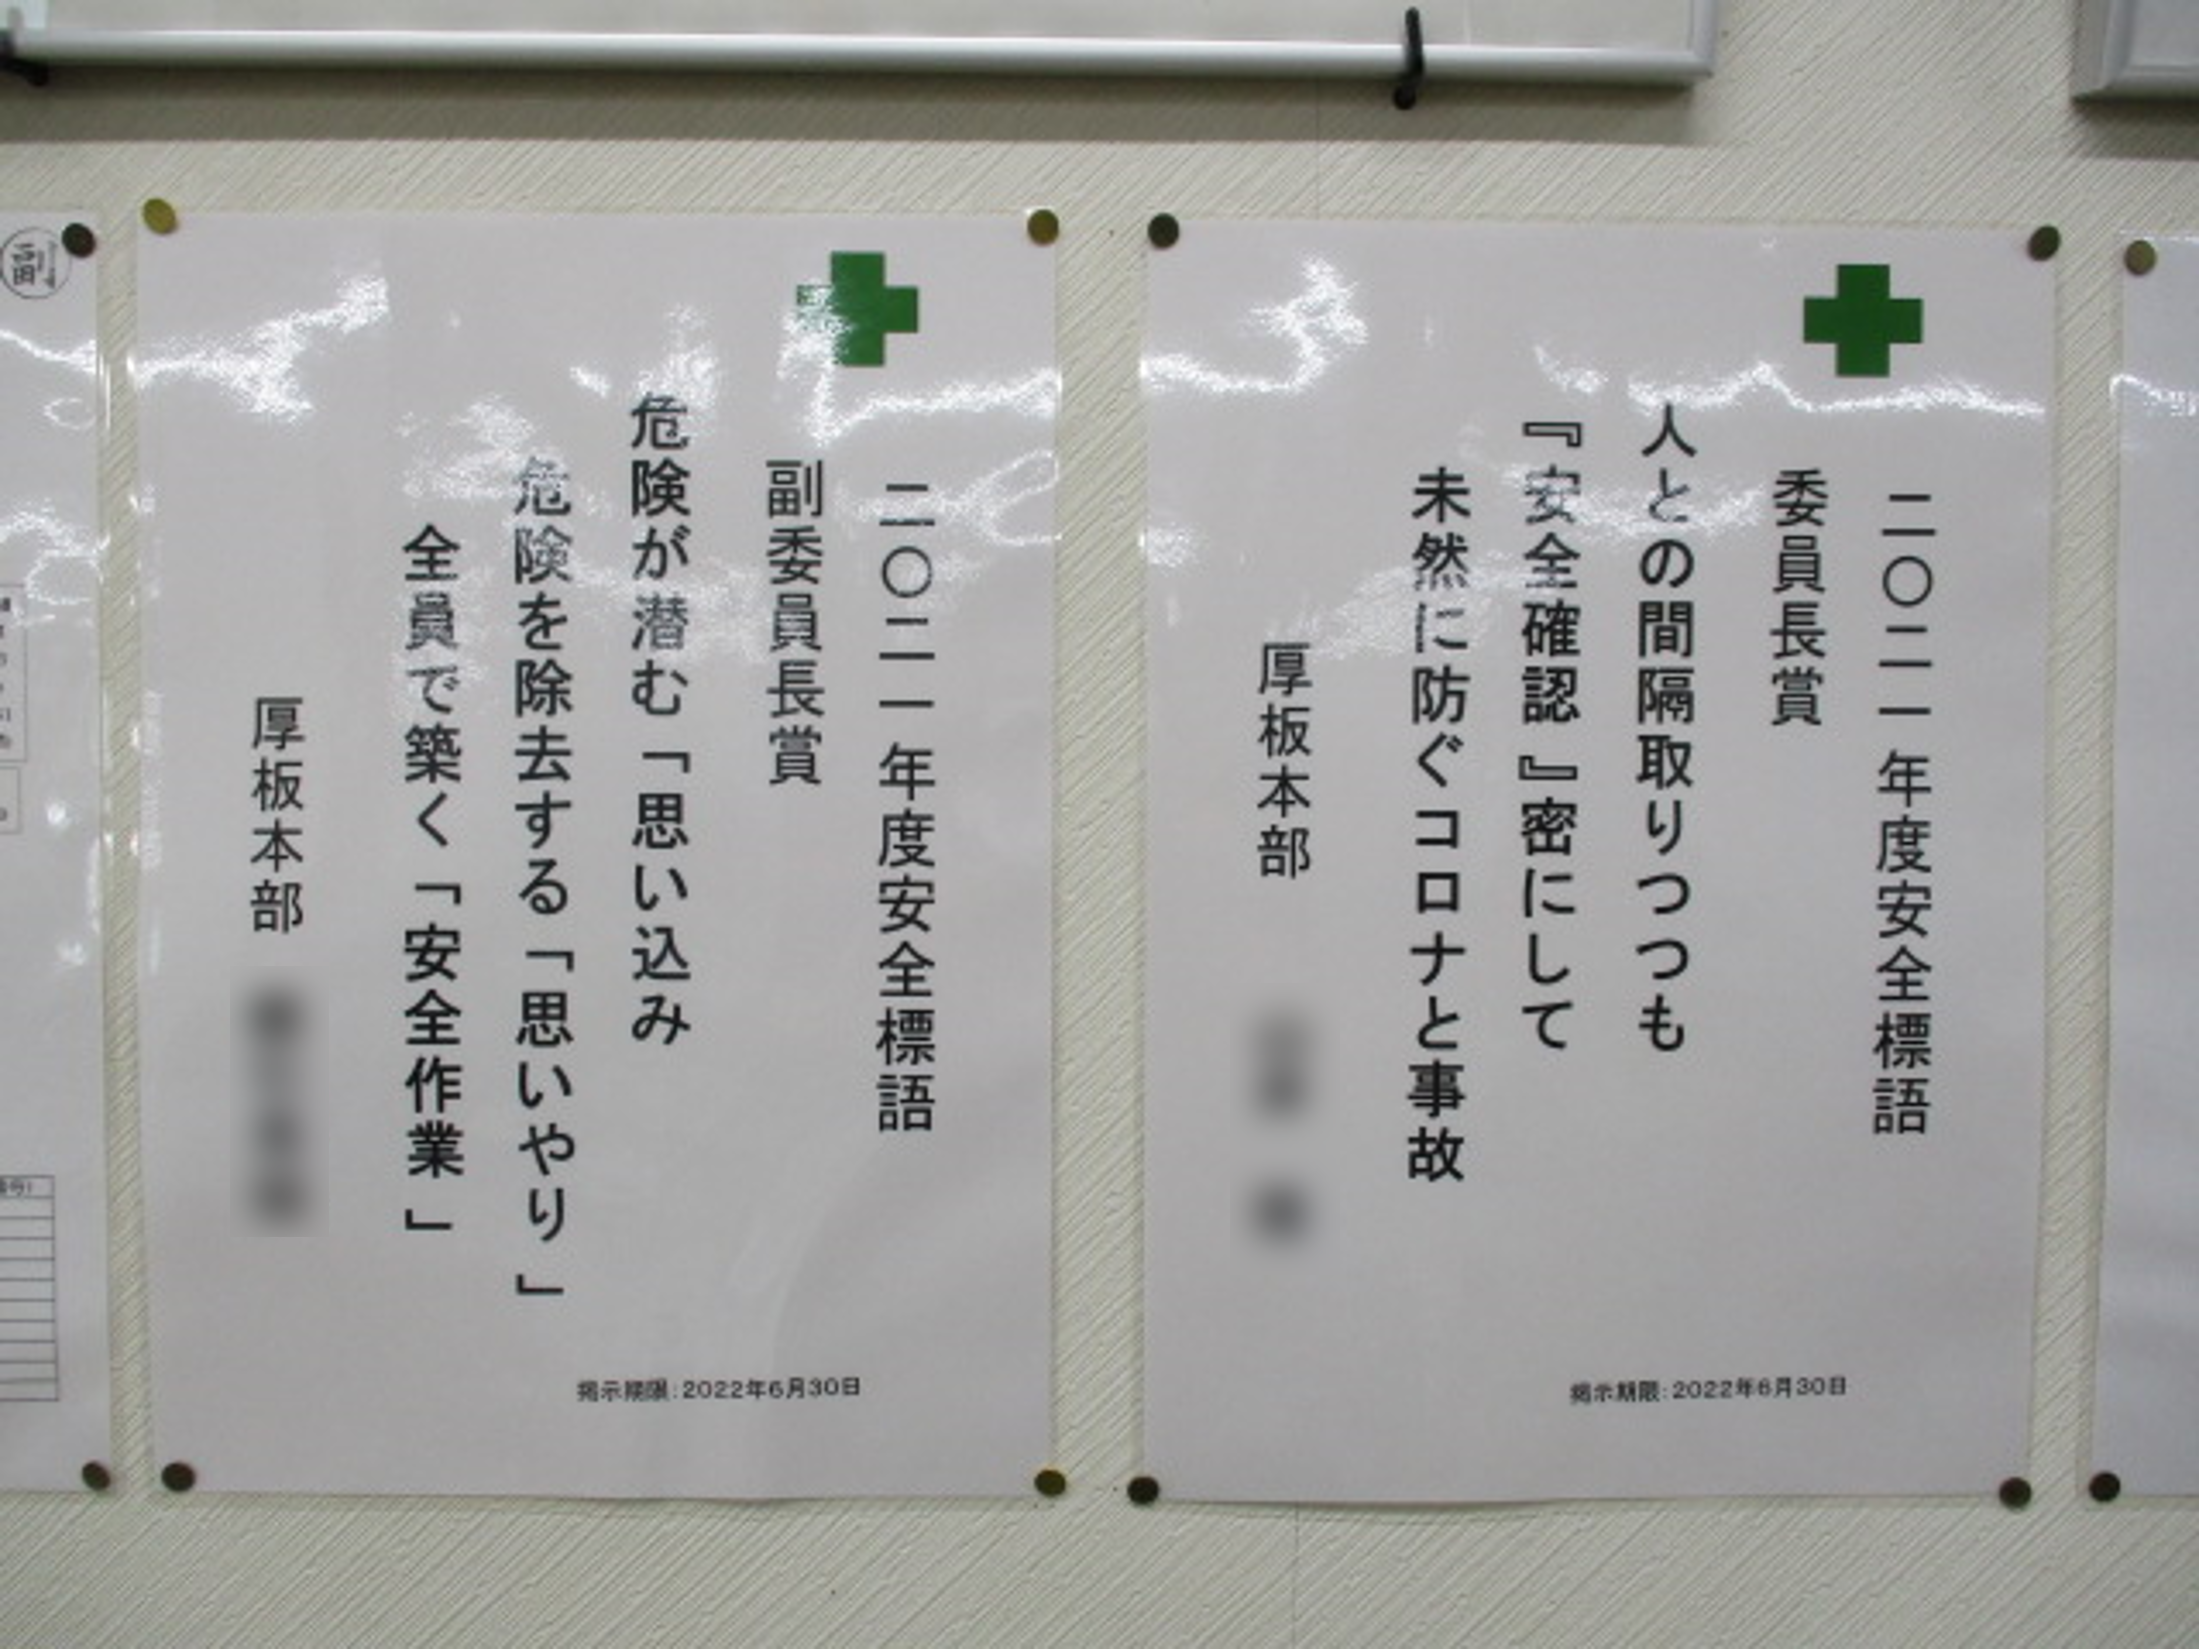 二〇二一年度安全標語
委員長賞
人との間隔取りつつも
『安全確認』密にして
未然に防ぐコロナと事故
厚板本部
掲示期限:2022年6月30日
二〇二一年度安全標語
副委員長賞
危険が潜む「思い込み
危険を除去する「思いやり」
全員で築く「安全作業」
厚板本部
掲示期限:2022年6月30日